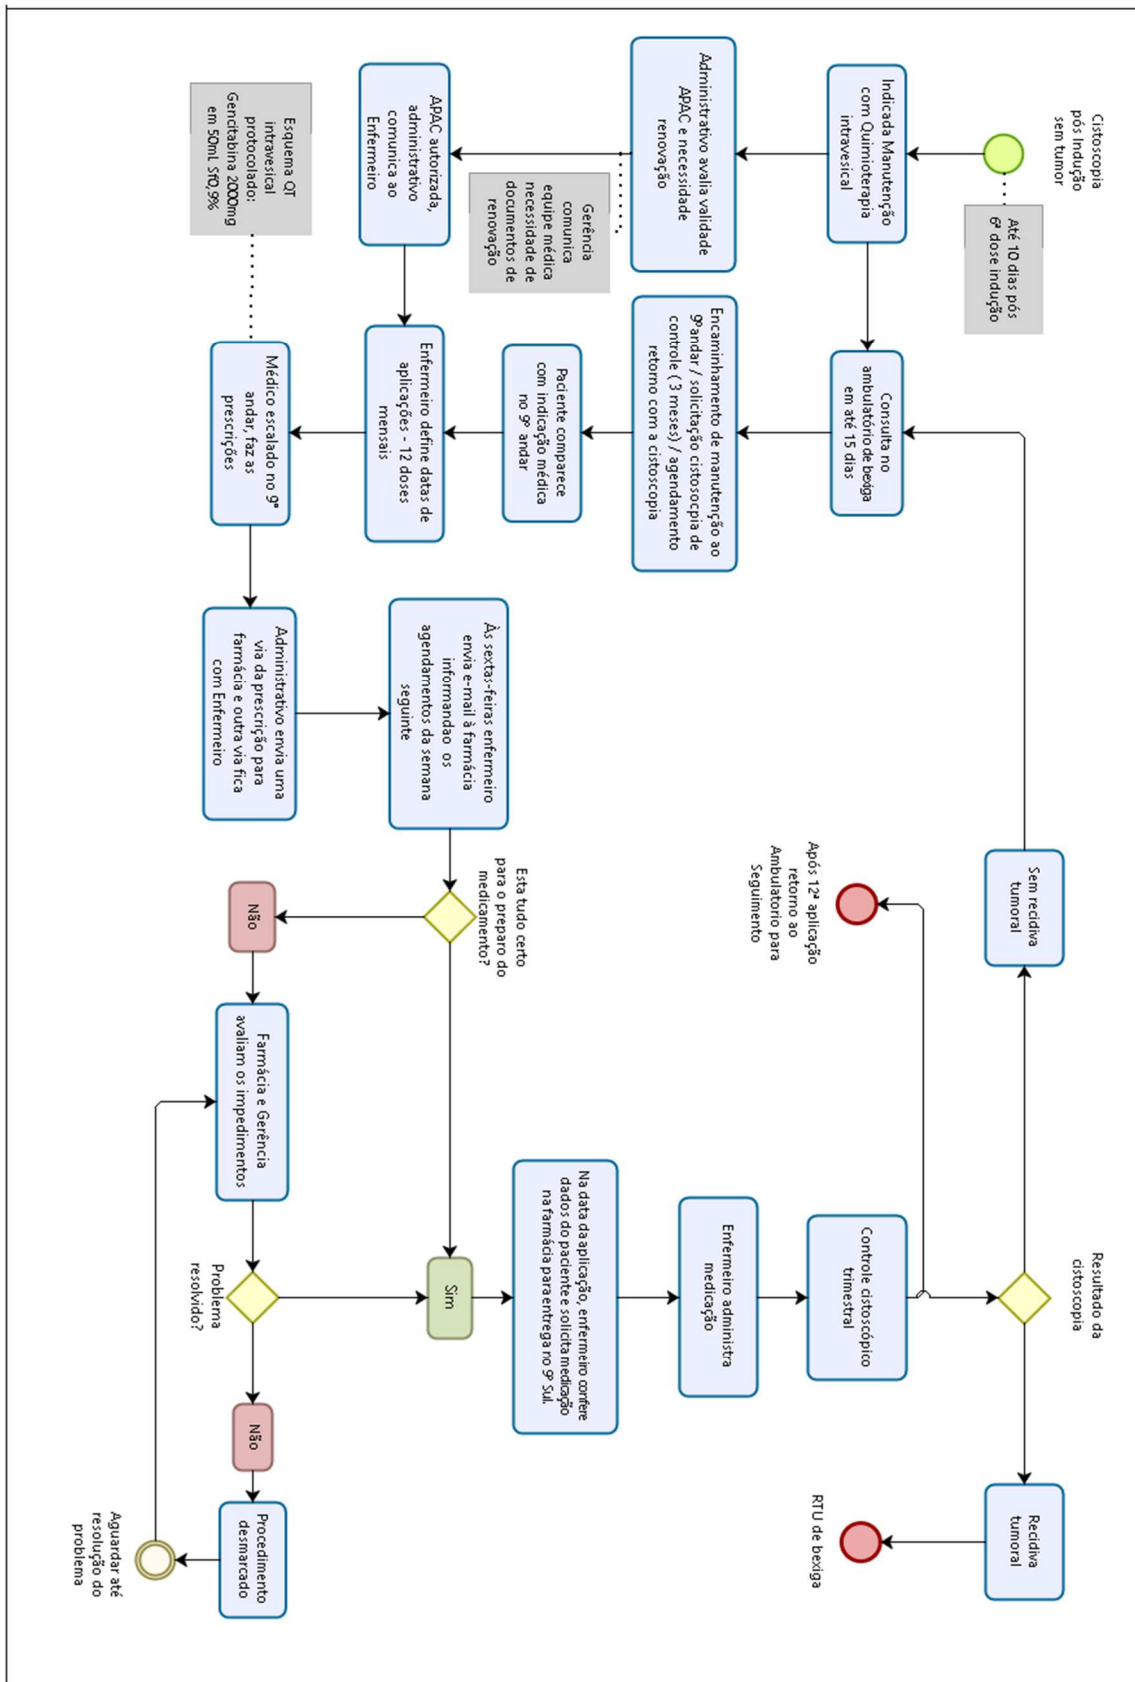 Cistoscopia
pós Indução
sem tumor
Até 10 dias pós
6ª dose indução
Indicada Manutenção
com Quimioterapia
intravesical
Consulta no
ambulatório de bexiga
em até 15 dias
Sem recidiva
tumoral
Resultado da
cistoscopia
Recidiva
tumoral
RTU de bexiga
Após 12ª aplicação
retorno ao
Ambulatorio para
Seguimento
Controle cistoscópico
trimestral
Administrativo avalia validade
APAC e necessidade
renovação
Encaminhamento de manutenção ao
9ºandar / solicitação cistosocpia de
controle ( 3 meses) / agendamento
retorno com a cistoscopia
Enfermeiro administra
medicação
Gerência
comunica
equipe médica
necessidade de
documentos de
renovação
Paciente comparece
com indicação médica
no 9º andar
Na data da aplicação, enfermeiro confere
dados do paciente e solicita medicação
na farmácia para entrega no 9º Sul.
APAC autorizada,
administrativo
comunica ao
Enfermeiro
Enfermeiro define datas de
aplicações - 12 doses
mensais
Às sextas-feiras enfermeiro
envia e-mail à farmácia
informandao os
agendamentos da semana
seguinte
Esta tudo certo
para o preparo do
medicamento?
Sim
Esquema QT
intravesical
protocolado:
Gencitabina 2000mg
em 50mL Sf0,9%
Médico escalado no 9ª
andar, faz as
prescrições
Administrativo envia uma
via da prescrição para
farmácia e outra via fica
com Enfermeiro
Não
Farmácia e Gerência
avaliam os impedimentos
Problema
resolvido?
Não
Procedimento
desmarcado
Aguardar até
resolução do
problema